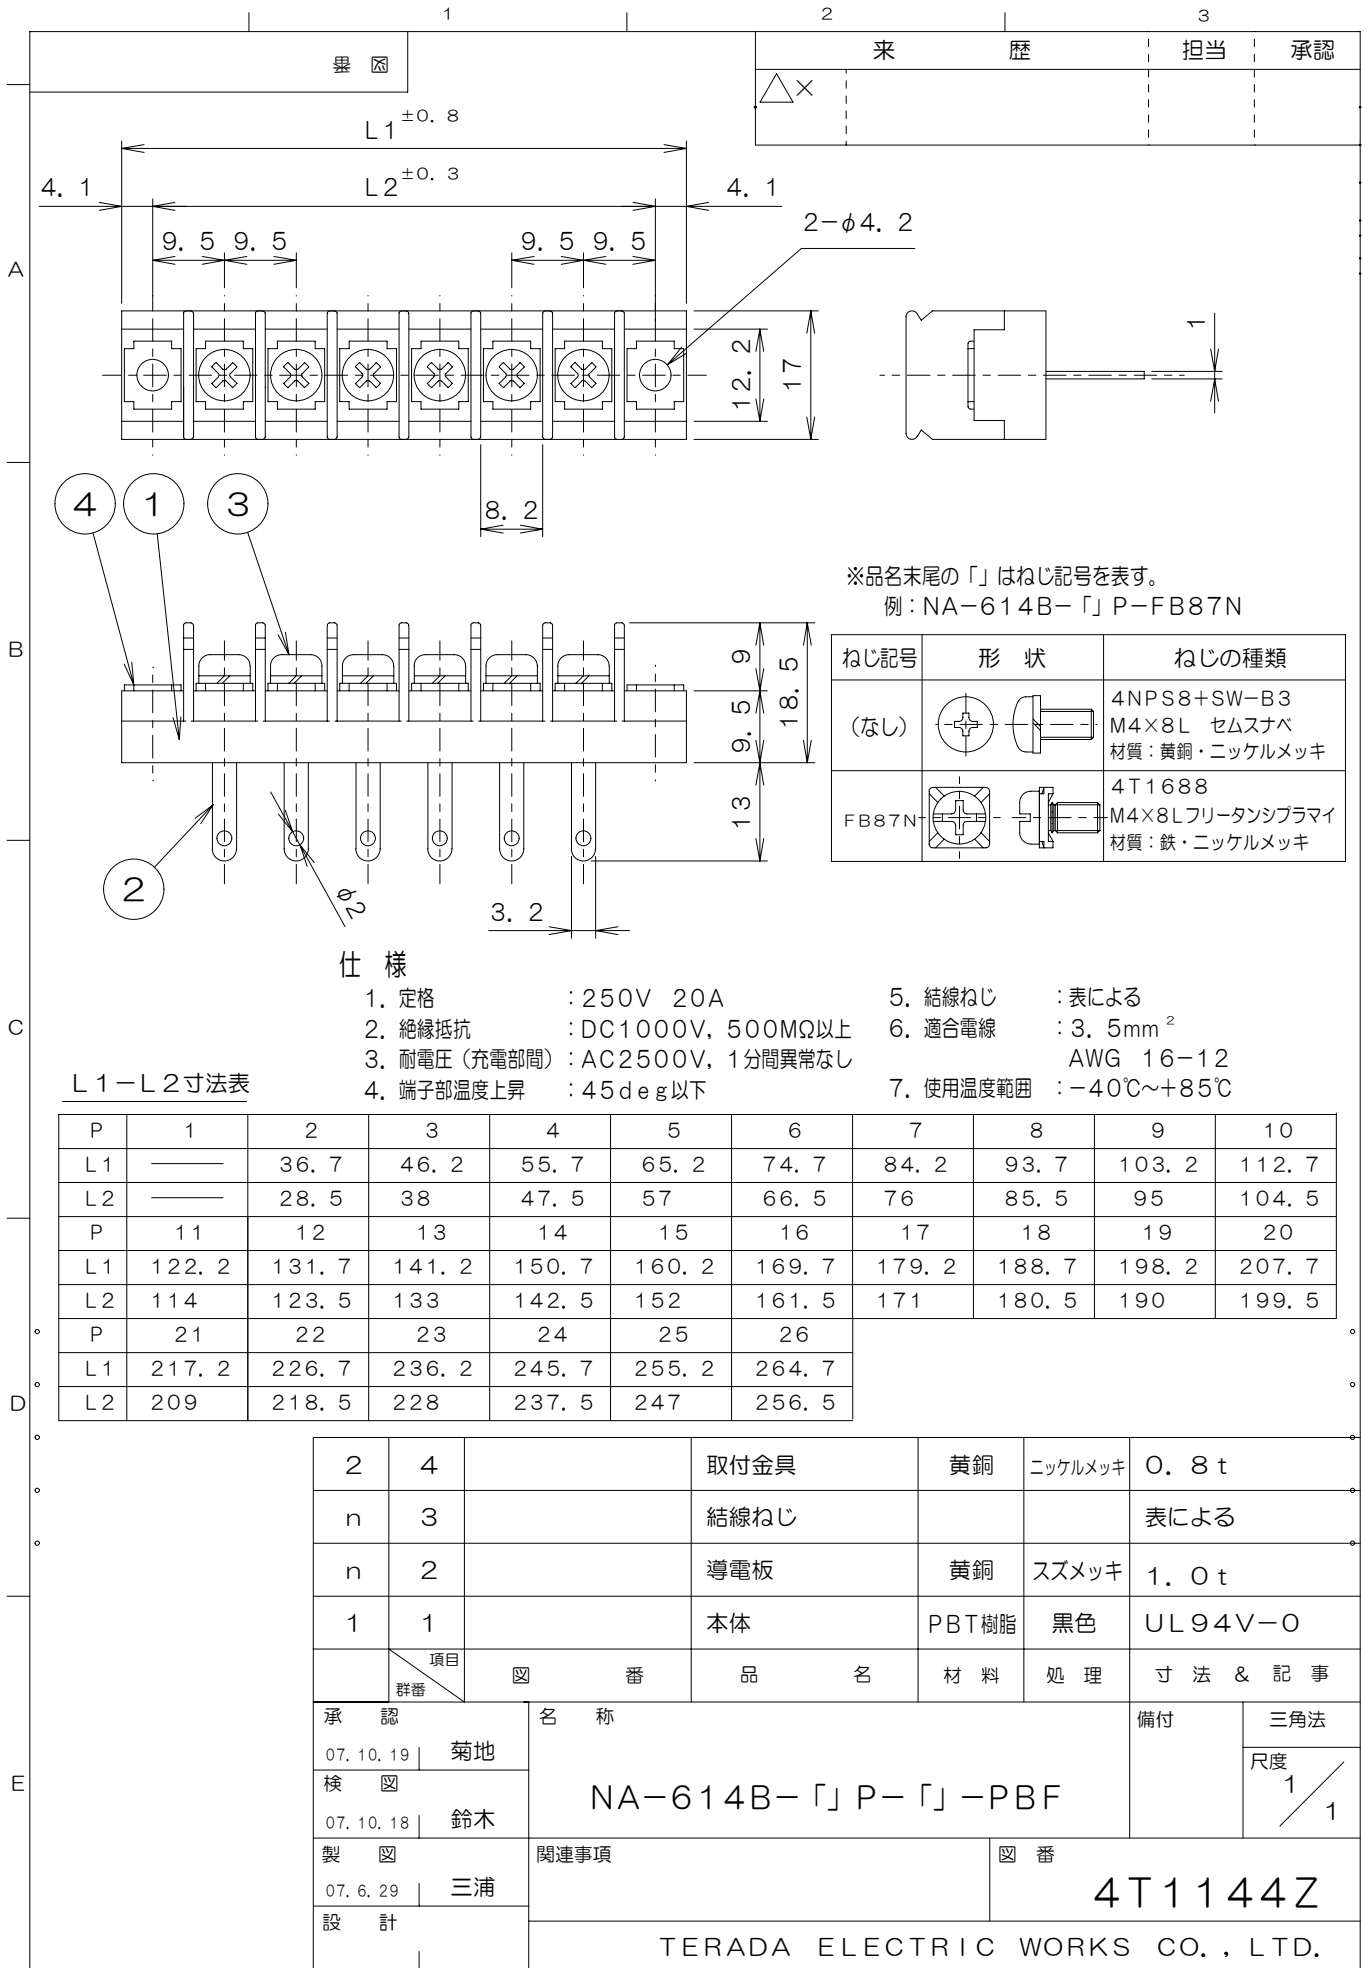 1 2 3
図番
来 歴 担当 承認
△×
A
B
C
D
E
L1±0.8
L2±0.3
4.1
4.1
9.5 9.5
9.5 9.5
2-φ4.2
12.2
17
1
8.2
4 1 3
9
9.5
18.5
13
2
φ2
3.2
※品名末尾の「」はねじ記号を表す。
例：NA-614B-「」P-FB87N
ねじ記号 形 状 ねじの種類
(なし) 4NPS8+SW-B3
M4×8L セムスナベ
材質：黄銅・ニッケルメッキ
FB87N 4T1688
M4×8Lフリータンシプラマイ
材質：鉄・ニッケルメッキ
仕 様
1. 定格 ：250V 20A
2. 絶縁抵抗 ：DC1000V, 500MΩ以上
3. 耐電圧（充電部間）：AC2500V, 1分間異常なし
4. 端子部温度上昇 ：45deg以下
5. 結線ねじ ：表による
6. 適合電線 ：3.5mm²
AWG 16-12
7. 使用温度範囲 ：-40℃～+85℃
L1-L2寸法表
P 1 2 3 4 5 6 7 8 9 10
L1 ―― 36.7 46.2 55.7 65.2 74.7 84.2 93.7 103.2 112.7
L2 ―― 28.5 38 47.5 57 66.5 76 85.5 95 104.5
P 11 12 13 14 15 16 17 18 19 20
L1 122.2 131.7 141.2 150.7 160.2 169.7 179.2 188.7 198.2 207.7
L2 114 123.5 133 142.5 152 161.5 171 180.5 190 199.5
P 21 22 23 24 25 26
L1 217.2 226.7 236.2 245.7 255.2 264.7
L2 209 218.5 228 237.5 247 256.5
2 4 取付金具 黄銅 ニッケルメッキ 0.8t
n 3 結線ねじ 表による
n 2 導電板 黄銅 スズメッキ 1.0t
1 1 本体 PBT樹脂 黒色 UL94V-0
項目
群番
図 番 品 名 材 料 処 理 寸 法 & 記 事
承 認
07.10.19 菊地
検 図
07.10.18 鈴木
製 図
07.6.29 三浦
設 計
名 称
NA-614B-「」P-「」-PBF
備付
三角法
尺度
1/1
関連事項
図 番
4T1144Z
TERADA ELECTRIC WORKS CO., LTD.